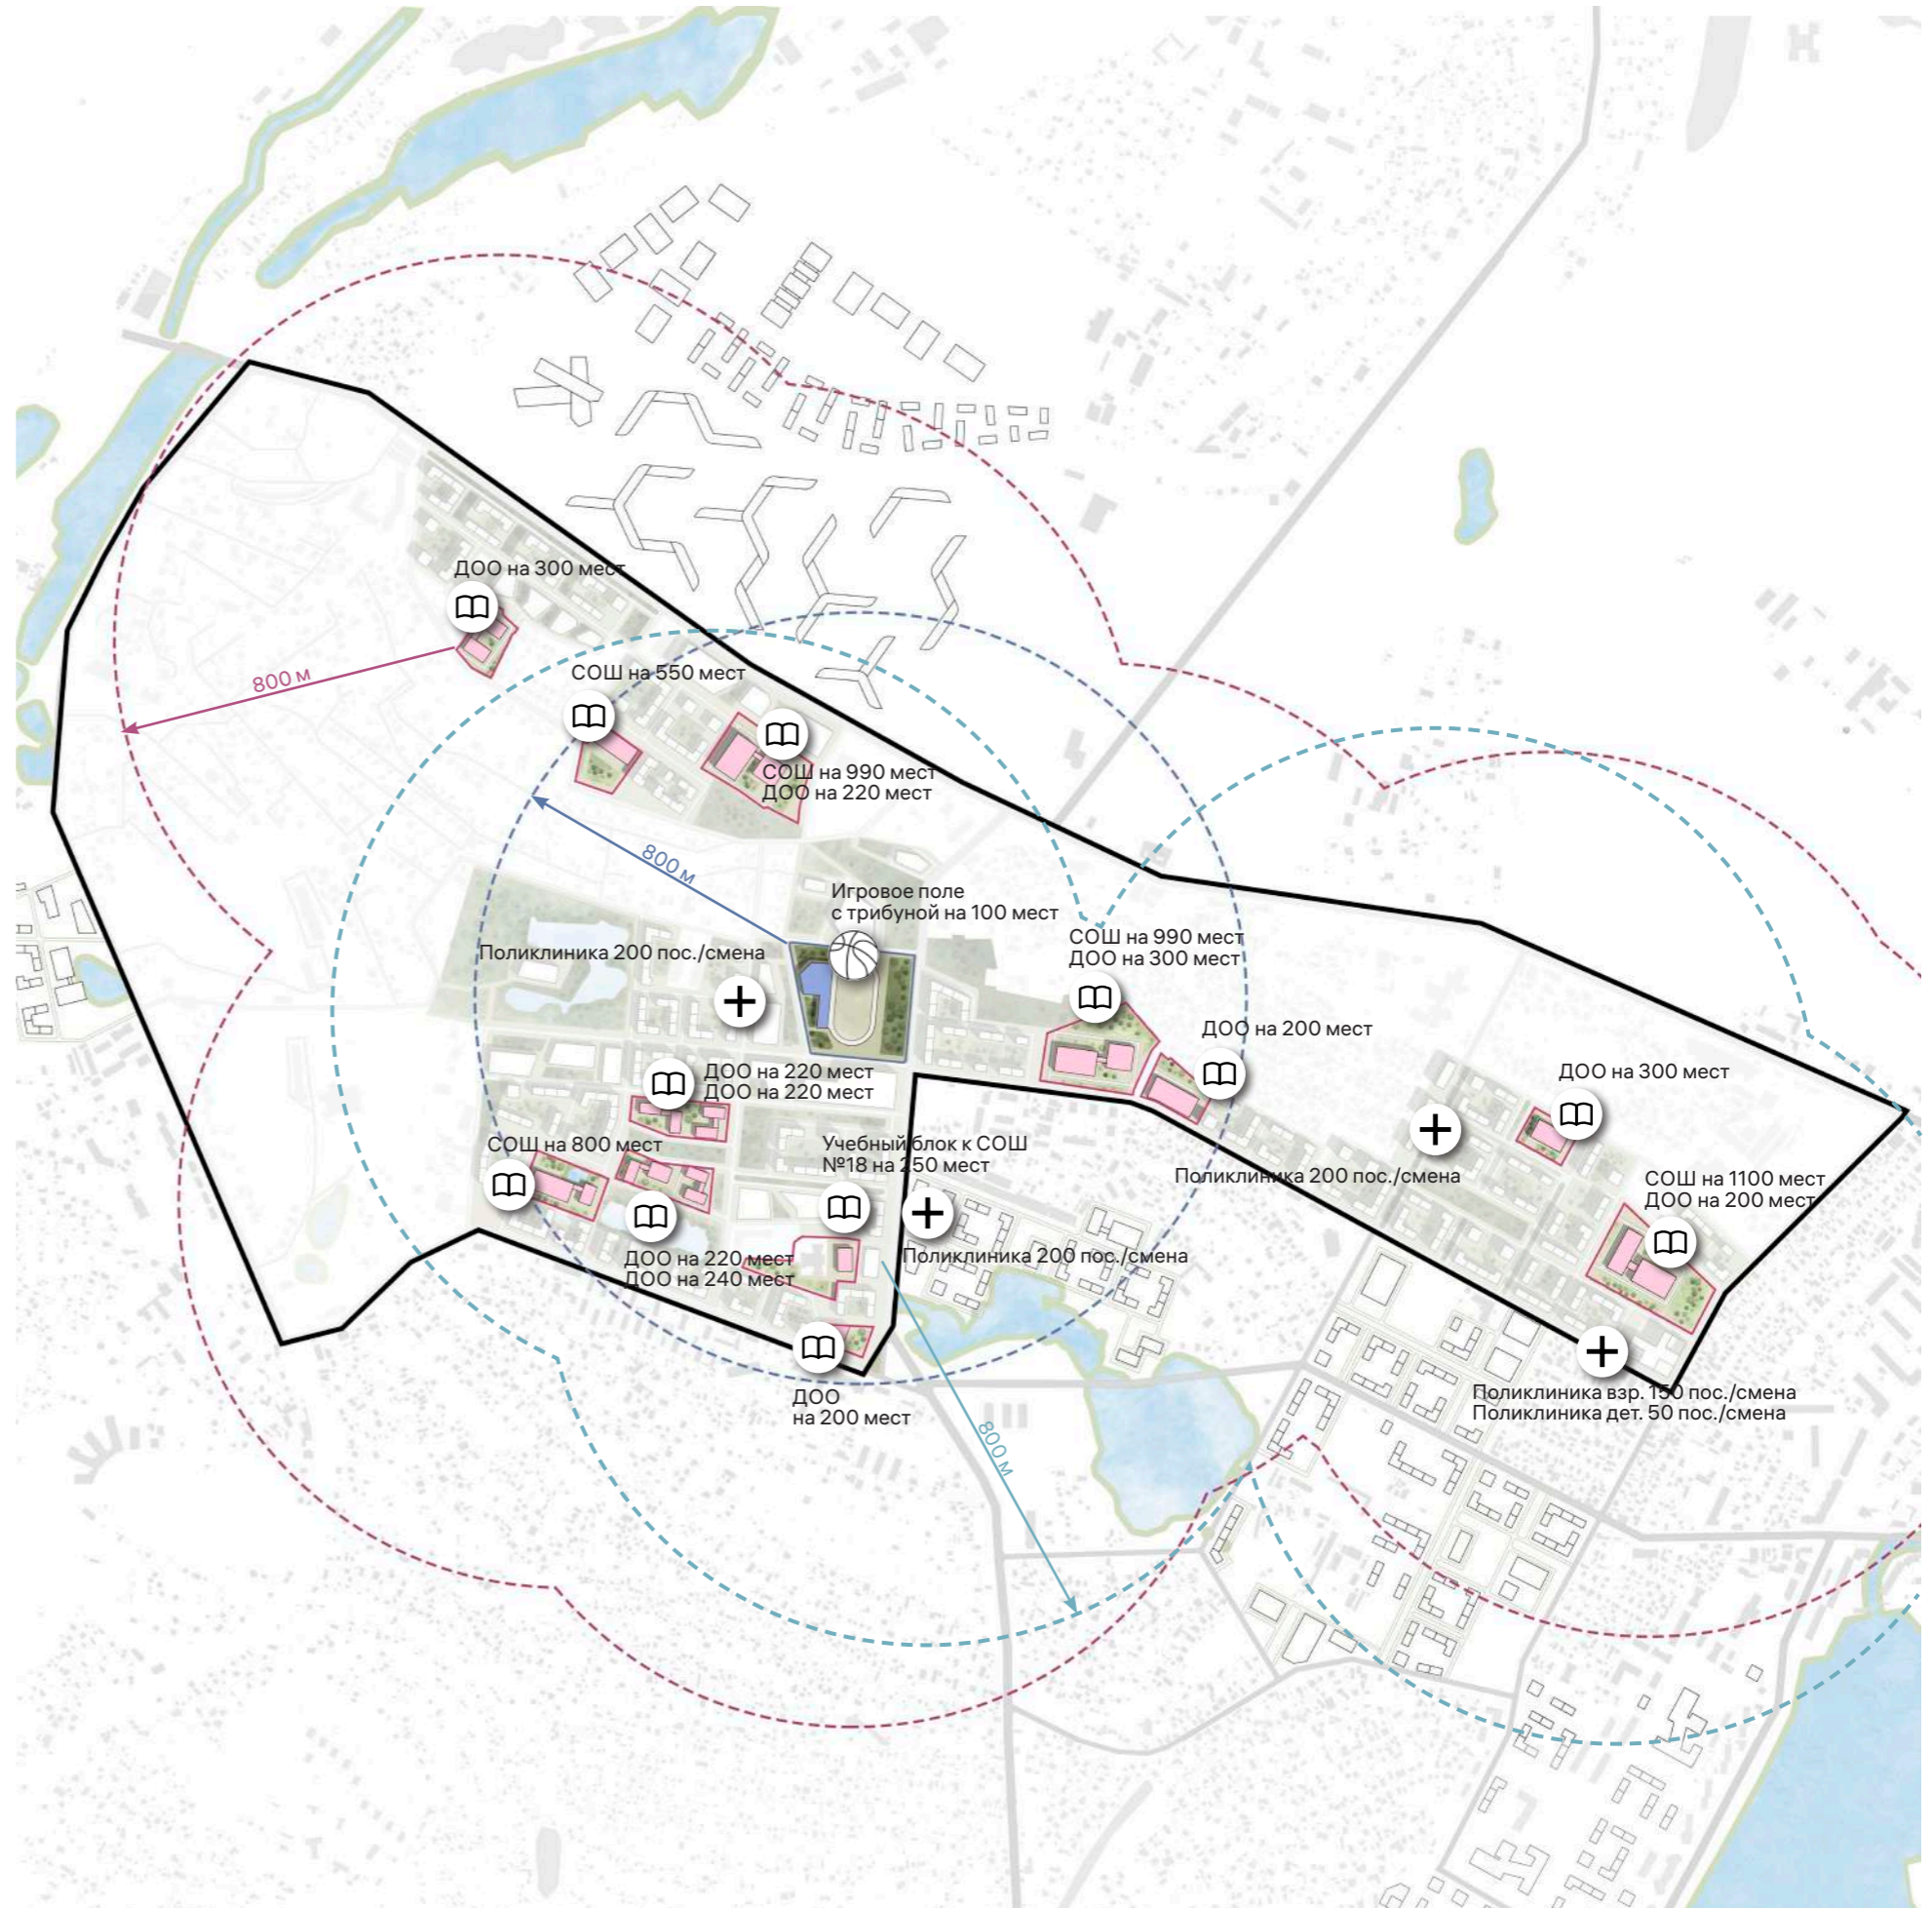 ДОО на 300 мест
800 м
СОШ на 550 мест
СОШ на 990 мест
ДОО на 220 мест
800 м
Игровое поле
с трибуной на 100 мест
Поликлиника 200 пос./смена
СОШ на 990 мест
ДОО на 300 мест
ДОО на 200 мест
ДОО на 220 мест
ДОО на 220 мест
ДОО на 300 мест
СОШ на 800 мест
Учебный блок к СОШ
№18 на 250 мест
Поликлиника 200 пос./смена
СОШ на 1100 мест
ДОО на 200 мест
ДОО на 220 мест
ДОО на 240 мест
Поликлиника 200 пос./смена
ДОО
на 200 мест
Поликлиника взр. 150 пос./смена
Поликлиника дет. 50 пос./смена
800 м